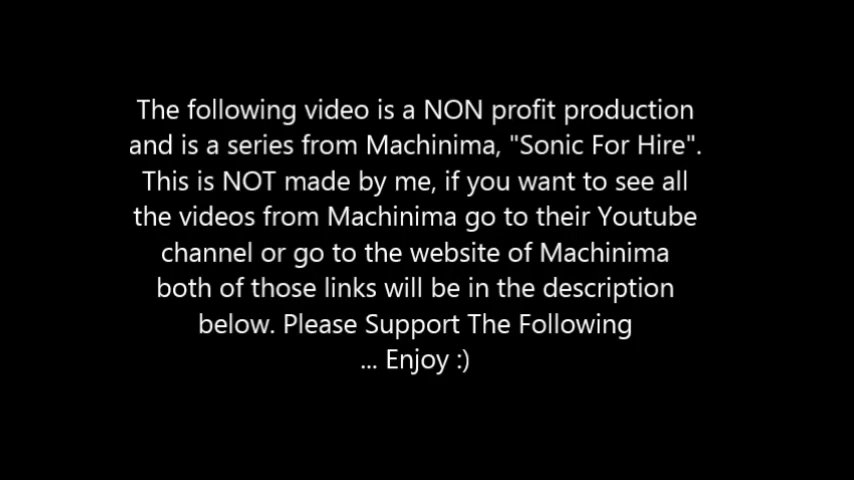 The following video is a NON profit production
and is a series from Machinima, "Sonic For Hire".
This is NOT made by me, if you want to see all
the videos from Machinima go to their Youtube
channel or go to the website of Machinima
both of those links will be in the description
below. Please Support The Following
... Enjoy :)